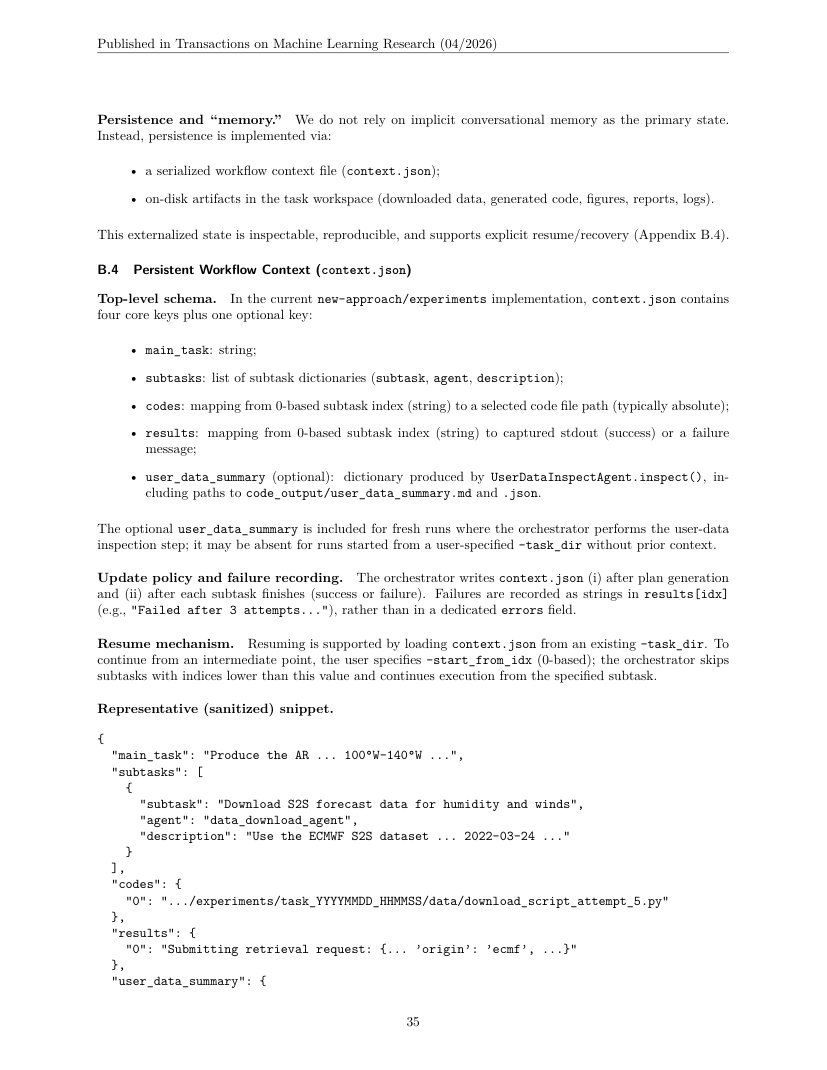 Published in Transactions on Machine Learning Research (04/2026)
Persistence and “memory.” We do not rely on implicit conversational memory as the primary state.
Instead, persistence is implemented via:
• a serialized workflow context file (context.json);
• on-disk artifacts in the task workspace (downloaded data, generated code, figures, reports, logs).
This externalized state is inspectable, reproducible, and supports explicit resume/recovery (Appendix B.4).
B.4 Persistent Workflow Context (context.json)
Top-level schema. In the current new-approach/experiments implementation, context.json contains
four core keys plus one optional key:
• main_task: string;
• subtasks: list of subtask dictionaries (subtask, agent, description);
• codes: mapping from 0-based subtask index (string) to a selected code file path (typically absolute);
• results: mapping from 0-based subtask index (string) to captured stdout (success) or a failure
message;
• user_data_summary (optional): dictionary produced by UserDataInspectAgent.inspect(), in-
cluding paths to code_output/user_data_summary.md and .json.
The optional user_data_summary is included for fresh runs where the orchestrator performs the user-data
inspection step; it may be absent for runs started from a user-specified -task_dir without prior context.
Update policy and failure recording. The orchestrator writes context.json (i) after plan generation
and (ii) after each subtask finishes (success or failure). Failures are recorded as strings in results[idx]
(e.g., "Failed after 3 attempts..."), rather than in a dedicated errors field.
Resume mechanism. Resuming is supported by loading context.json from an existing -task_dir. To
continue from an intermediate point, the user specifies -start_from_idx (0-based); the orchestrator skips
subtasks with indices lower than this value and continues execution from the specified subtask.
Representative (sanitized) snippet.
{
  "main_task": "Produce the AR ... 100°W-140°W ...",
  "subtasks": [
    {
      "subtask": "Download S2S forecast data for humidity and winds",
      "agent": "data_download_agent",
      "description": "Use the ECMWF S2S dataset ... 2022-03-24 ..."
    }
  ],
  "codes": {
    "0": ".../experiments/task_YYYYMMDD_HHMMSS/data/download_script_attempt_5.py"
  },
  "results": {
    "0": "Submitting retrieval request: {... ’origin’: ’ecmf’, ...}"
  },
  "user_data_summary": {
35